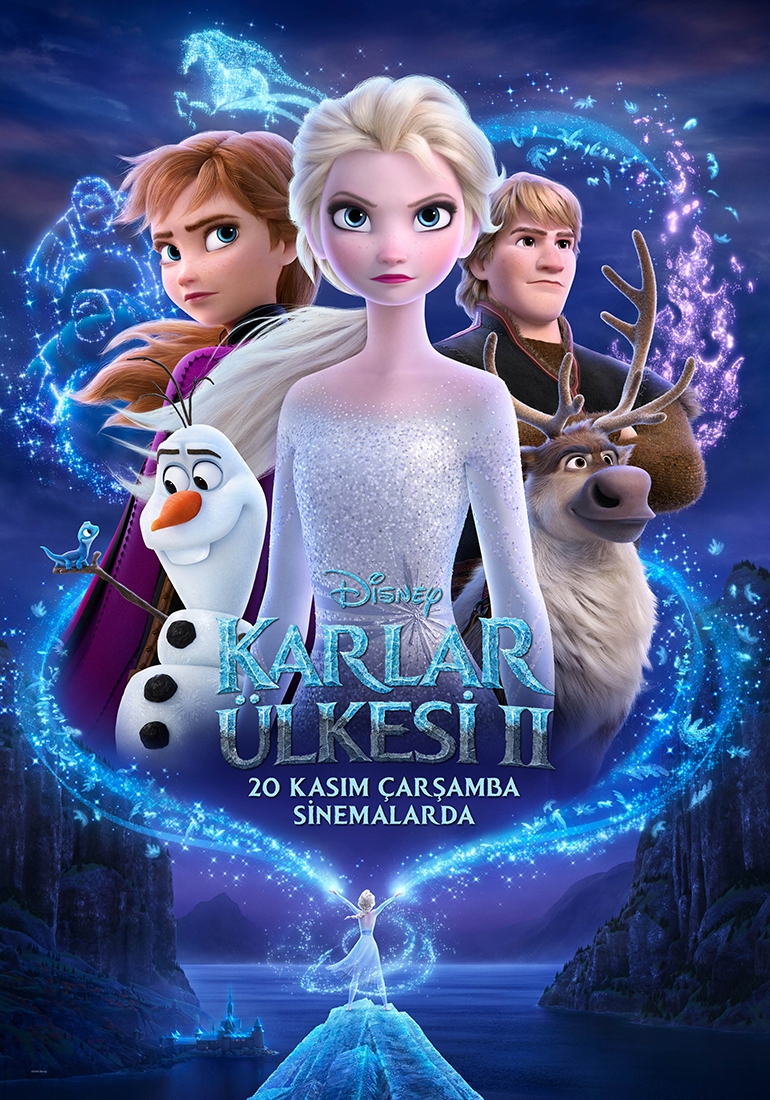 Disney
KARLAR
ÜLKESİ II
20 KASIM ÇARŞAMBA
SİNEMALARDA